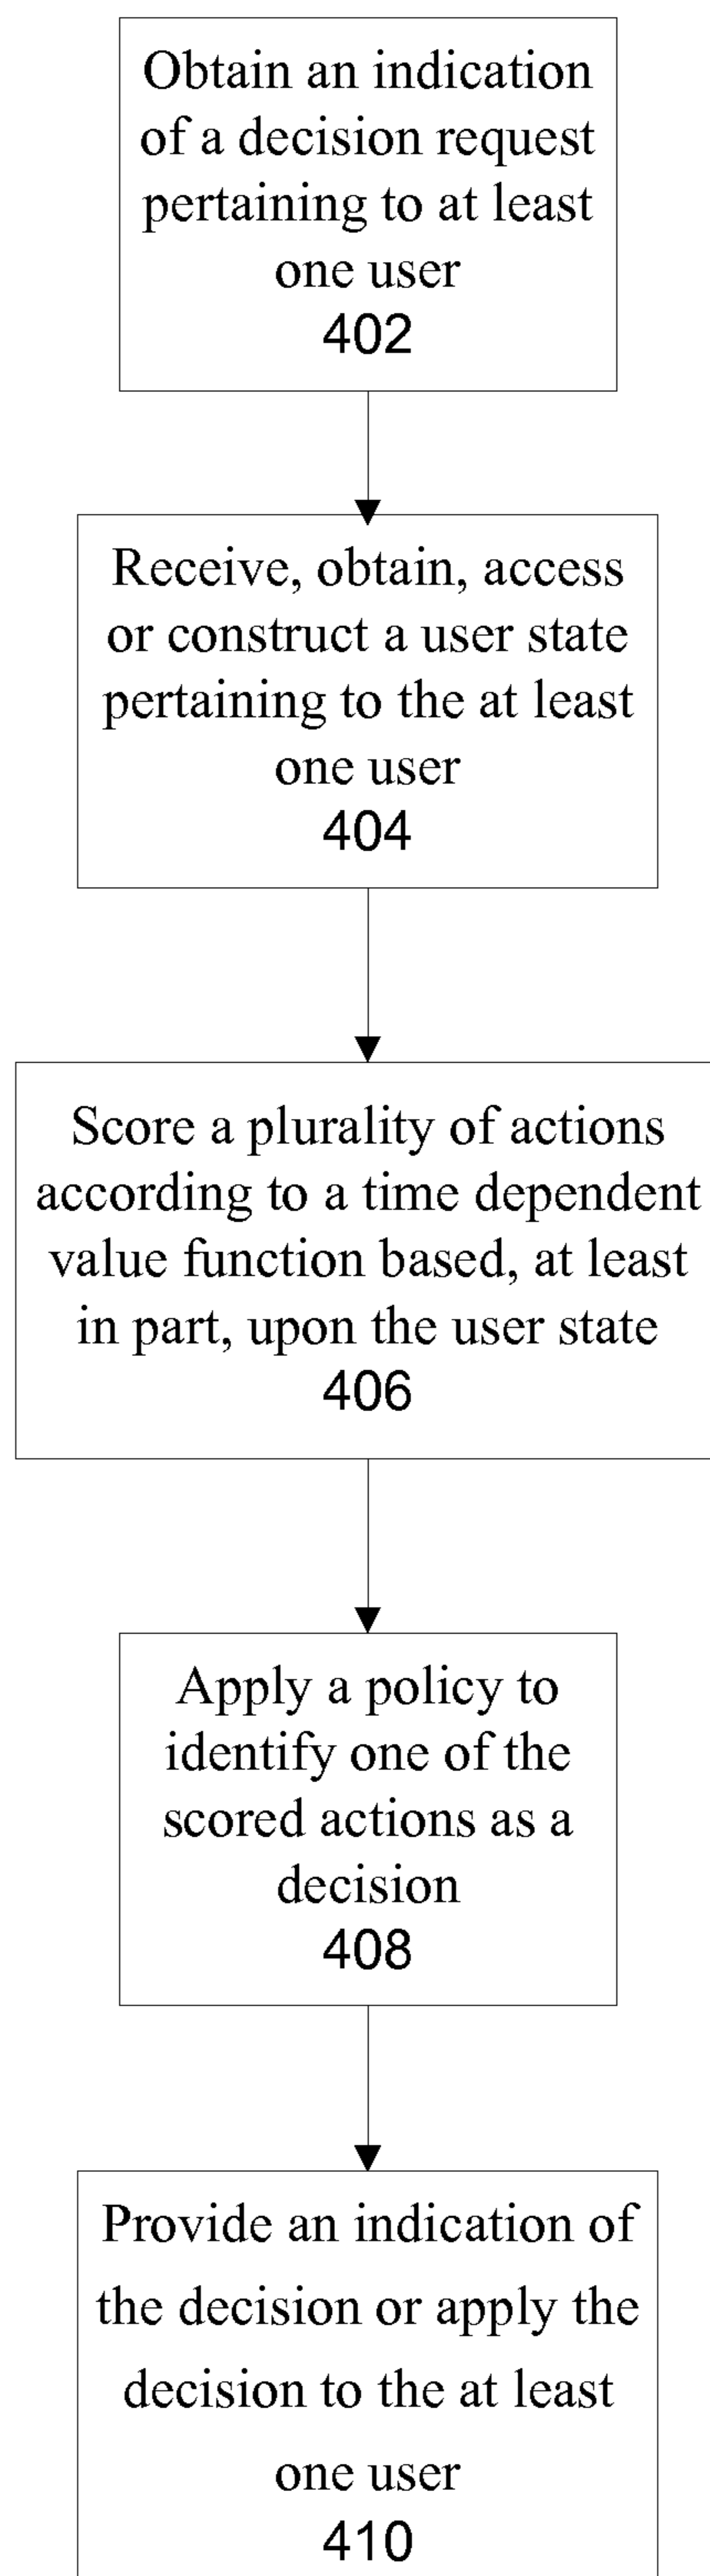 Obtain an indication
of a decision request
pertaining to at least
one user
402
Receive, obtain, access
or construct a user state
pertaining to the at least
one user
404
Score a plurality of actions
according to a time dependent
value function based, at least
in part, upon the user state
406
Apply a policy to
identify one of the
scored actions as a
decision
408
Provide an indication of
the decision or apply the
decision to the at least
one user
410